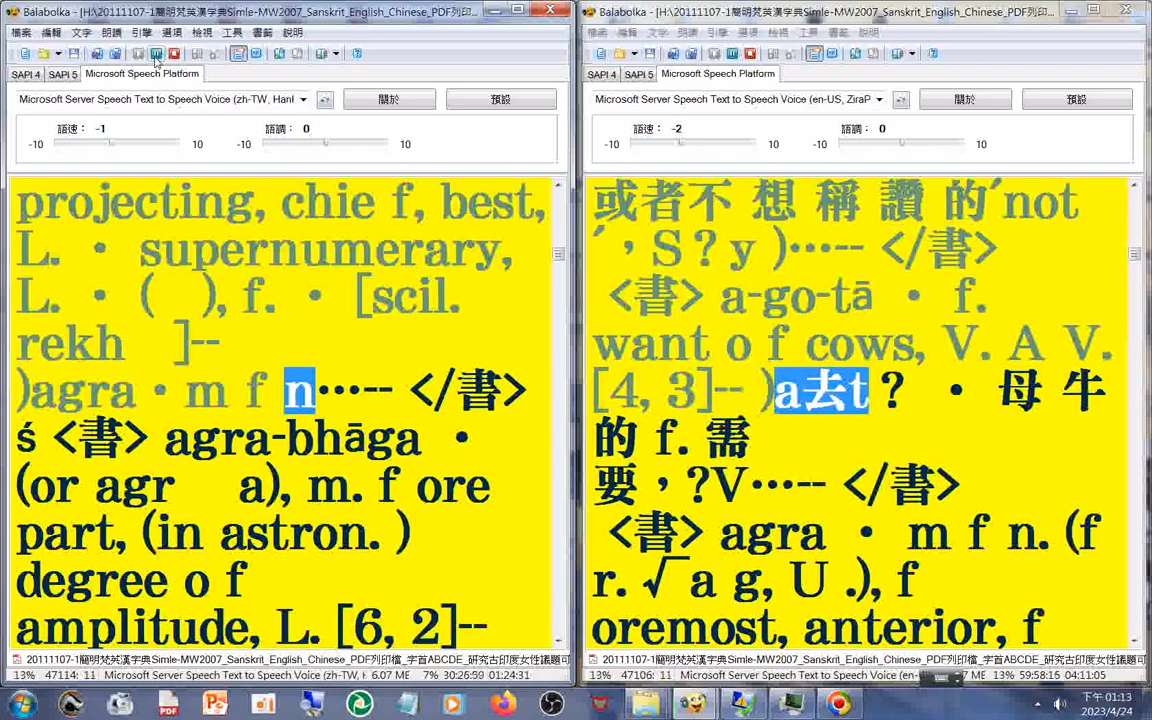 Balabolka - [H:\20111107-1簡明梵英漢字典Simle-MW2007_Sanskrit_English_Chinese_PDF列印...
檔案 編輯 文字 朗讀 引擎 選項 檢視 工具 書籤 說明
SAPI 4 SAPI 5 Microsoft Speech Platform
Microsoft Server Speech Text to Speech Voice (zh-TW, Hanl 關於 預設
語速： -1 語調： 0
-10 10 -10 10
projecting, chie f, best,
L. • supernumerary,
L. • ( ), f. • [scil.
rekh ]--
)agra • m f n…-- </書>
ś <書> agra-bhāga •
(or agr a), m. f ore
part, (in astron. )
degree o f
amplitude, L. [6, 2]--
20111107-1簡明梵英漢字典Simle-MW2007_Sanskrit_English_Chinese_PDF列印檔_字首ABCDE_研究古印度女性議題可
13% 47114: 11 Microsoft Server Speech Text to Speech Voice (zh-TW, H 6.07 ME 7% 30:26:59 01:24:31
Balabolka - [H:\20111107-1簡明梵英漢字典Simle-MW2007_Sanskrit_English_Chinese_PDF列印...
檔案 編輯 文字 朗讀 引擎 選項 檢視 工具 書籤 說明
SAPI 4 SAPI 5 Microsoft Speech Platform
Microsoft Server Speech Text to Speech Voice (en-US, ZiraP 關於 預設
語速： -2 語調： 0
-10 10 -10 10
或者不 想 稱 讚 的′not
′，S？y )…-- </書>
<書> a-go-tā • f.
want o f cows, V. A V.
[4, 3]-- )a去t？ • 母 牛
的 f. 需
要，?V…-- </書>
<書> agra • m f n. (f
r. √a g, U .), f
oremost, anterior, f
20111107-1簡明梵英漢字典Simle-MW2007_Sanskrit_English_Chinese_PDF列印檔_字首ABCDE_研究古印度女性議題可
13% 47106: 11 Microsoft Server Speech Text to Speech Voice (en-US 7 ME 13% 59:58:16 04:11:05
下午 01:13
2023/4/24